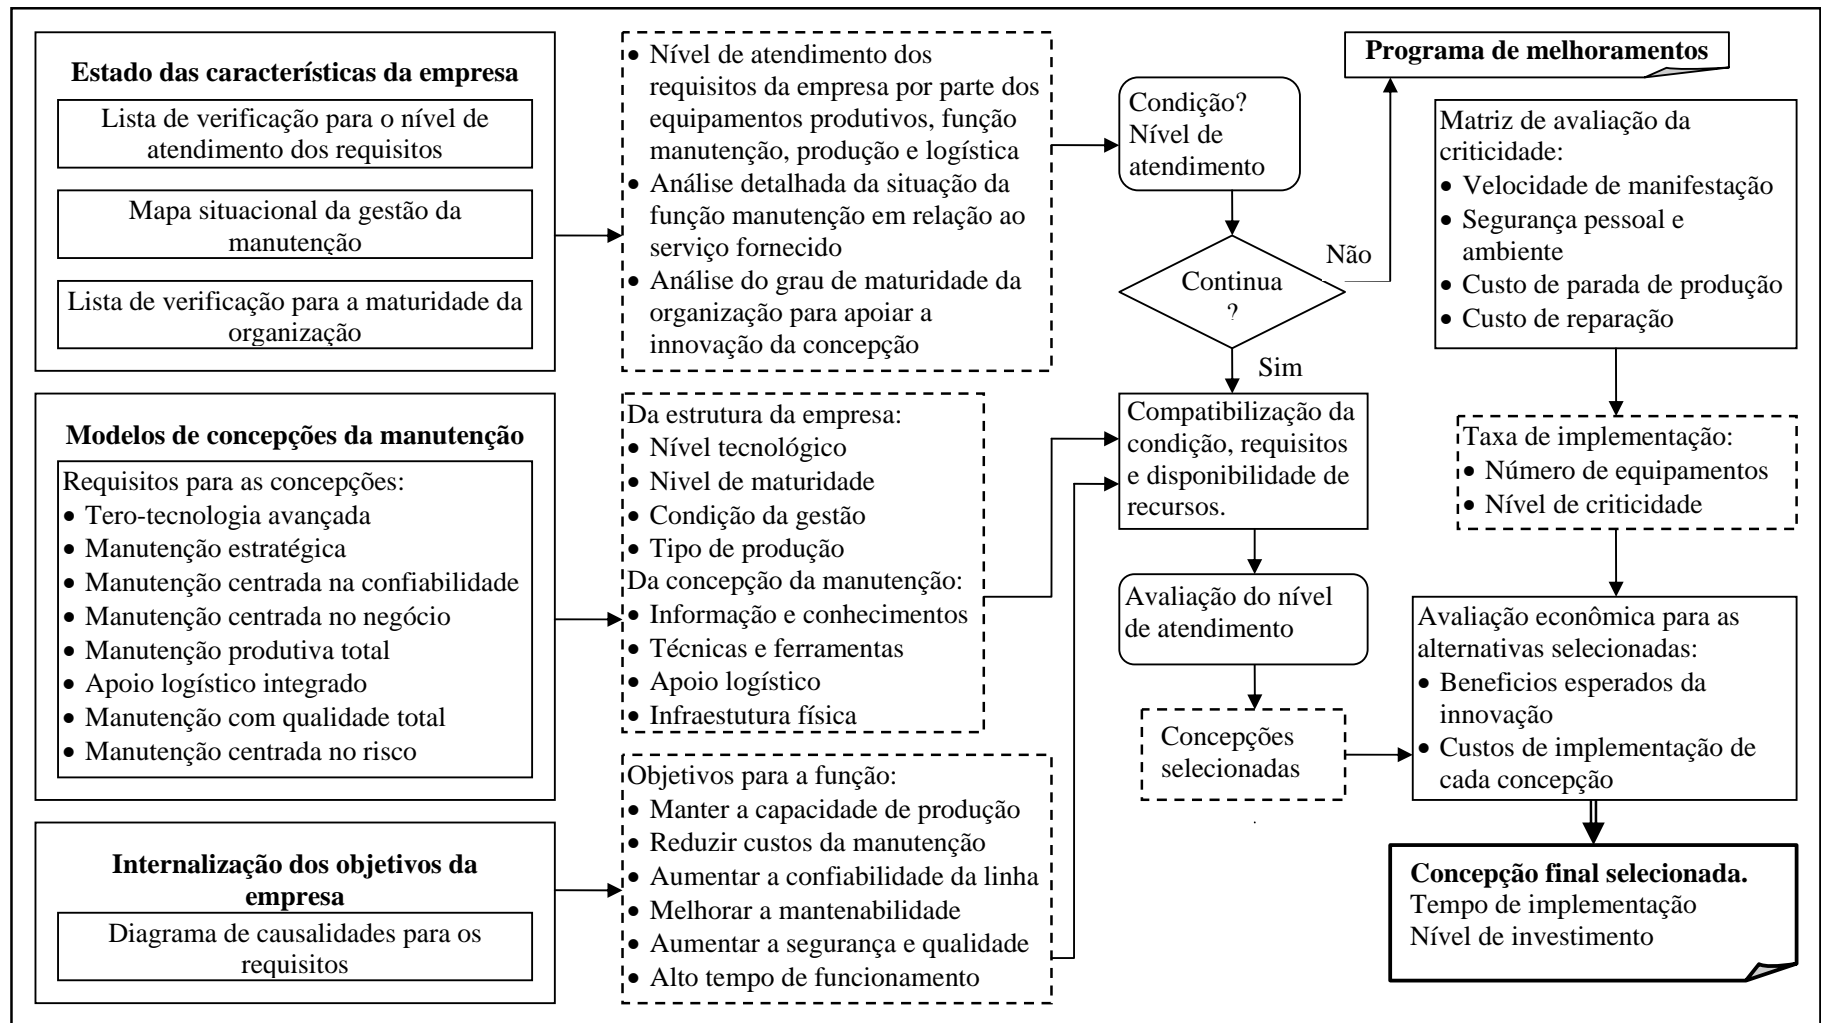 Estado das características da empresa
Lista de verificação para o nível de
atendimento dos requisitos
Mapa situacional da gestão da
manutenção
Lista de verificação para a maturidade da
organização
Modelos de concepções da manutenção
Requisitos para as concepções:
• Tero-tecnologia avançada
• Manutenção estratégica
• Manutenção centrada na confiabilidade
• Manutenção centrada no negócio
• Manutenção produtiva total
• Apoio logístico integrado
• Manutenção com qualidade total
• Manutenção centrada no risco
Internalização dos objetivos da
empresa
Diagrama de causalidades para os
requisitos
• Nível de atendimento dos
requisitos da empresa por parte dos
equipamentos produtivos, função
manutenção, produção e logística
• Análise detalhada da situação da
função manutenção em relação ao
serviço fornecido
• Análise do grau de maturidade da
organização para apoiar a
innovação da concepção
Da estrutura da empresa:
• Nível tecnológico
• Nivel de maturidade
• Condição da gestão
• Tipo de produção
Da concepção da manutenção:
• Informação e conhecimentos
• Técnicas e ferramentas
• Apoio logístico
• Infraestutura física
Objetivos para a função:
• Manter a capacidade de produção
• Reduzir custos da manutenção
• Aumentar a confiabilidade da linha
• Melhorar a mantenabilidade
• Aumentar a segurança e qualidade
• Alto tempo de funcionamento
Condição?
Nível de
atendimento
Continua
?
Não
Sim
Compatibilização da
condição, requisitos
e disponibilidade de
recursos.
Avaliação do nível
de atendimento
Concepções
selecionadas
Programa de melhoramentos
Matriz de avaliação da
criticidade:
• Velocidade de manifestação
• Segurança pessoal e
ambiente
• Custo de parada de produção
• Custo de reparação
Taxa de implementação:
• Número de equipamentos
• Nível de criticidade
Avaliação econômica para as
alternativas selecionadas:
• Beneficios esperados da
innovação
• Custos de implementação de
cada concepção
Concepção final selecionada.
Tempo de implementação
Nível de investimento